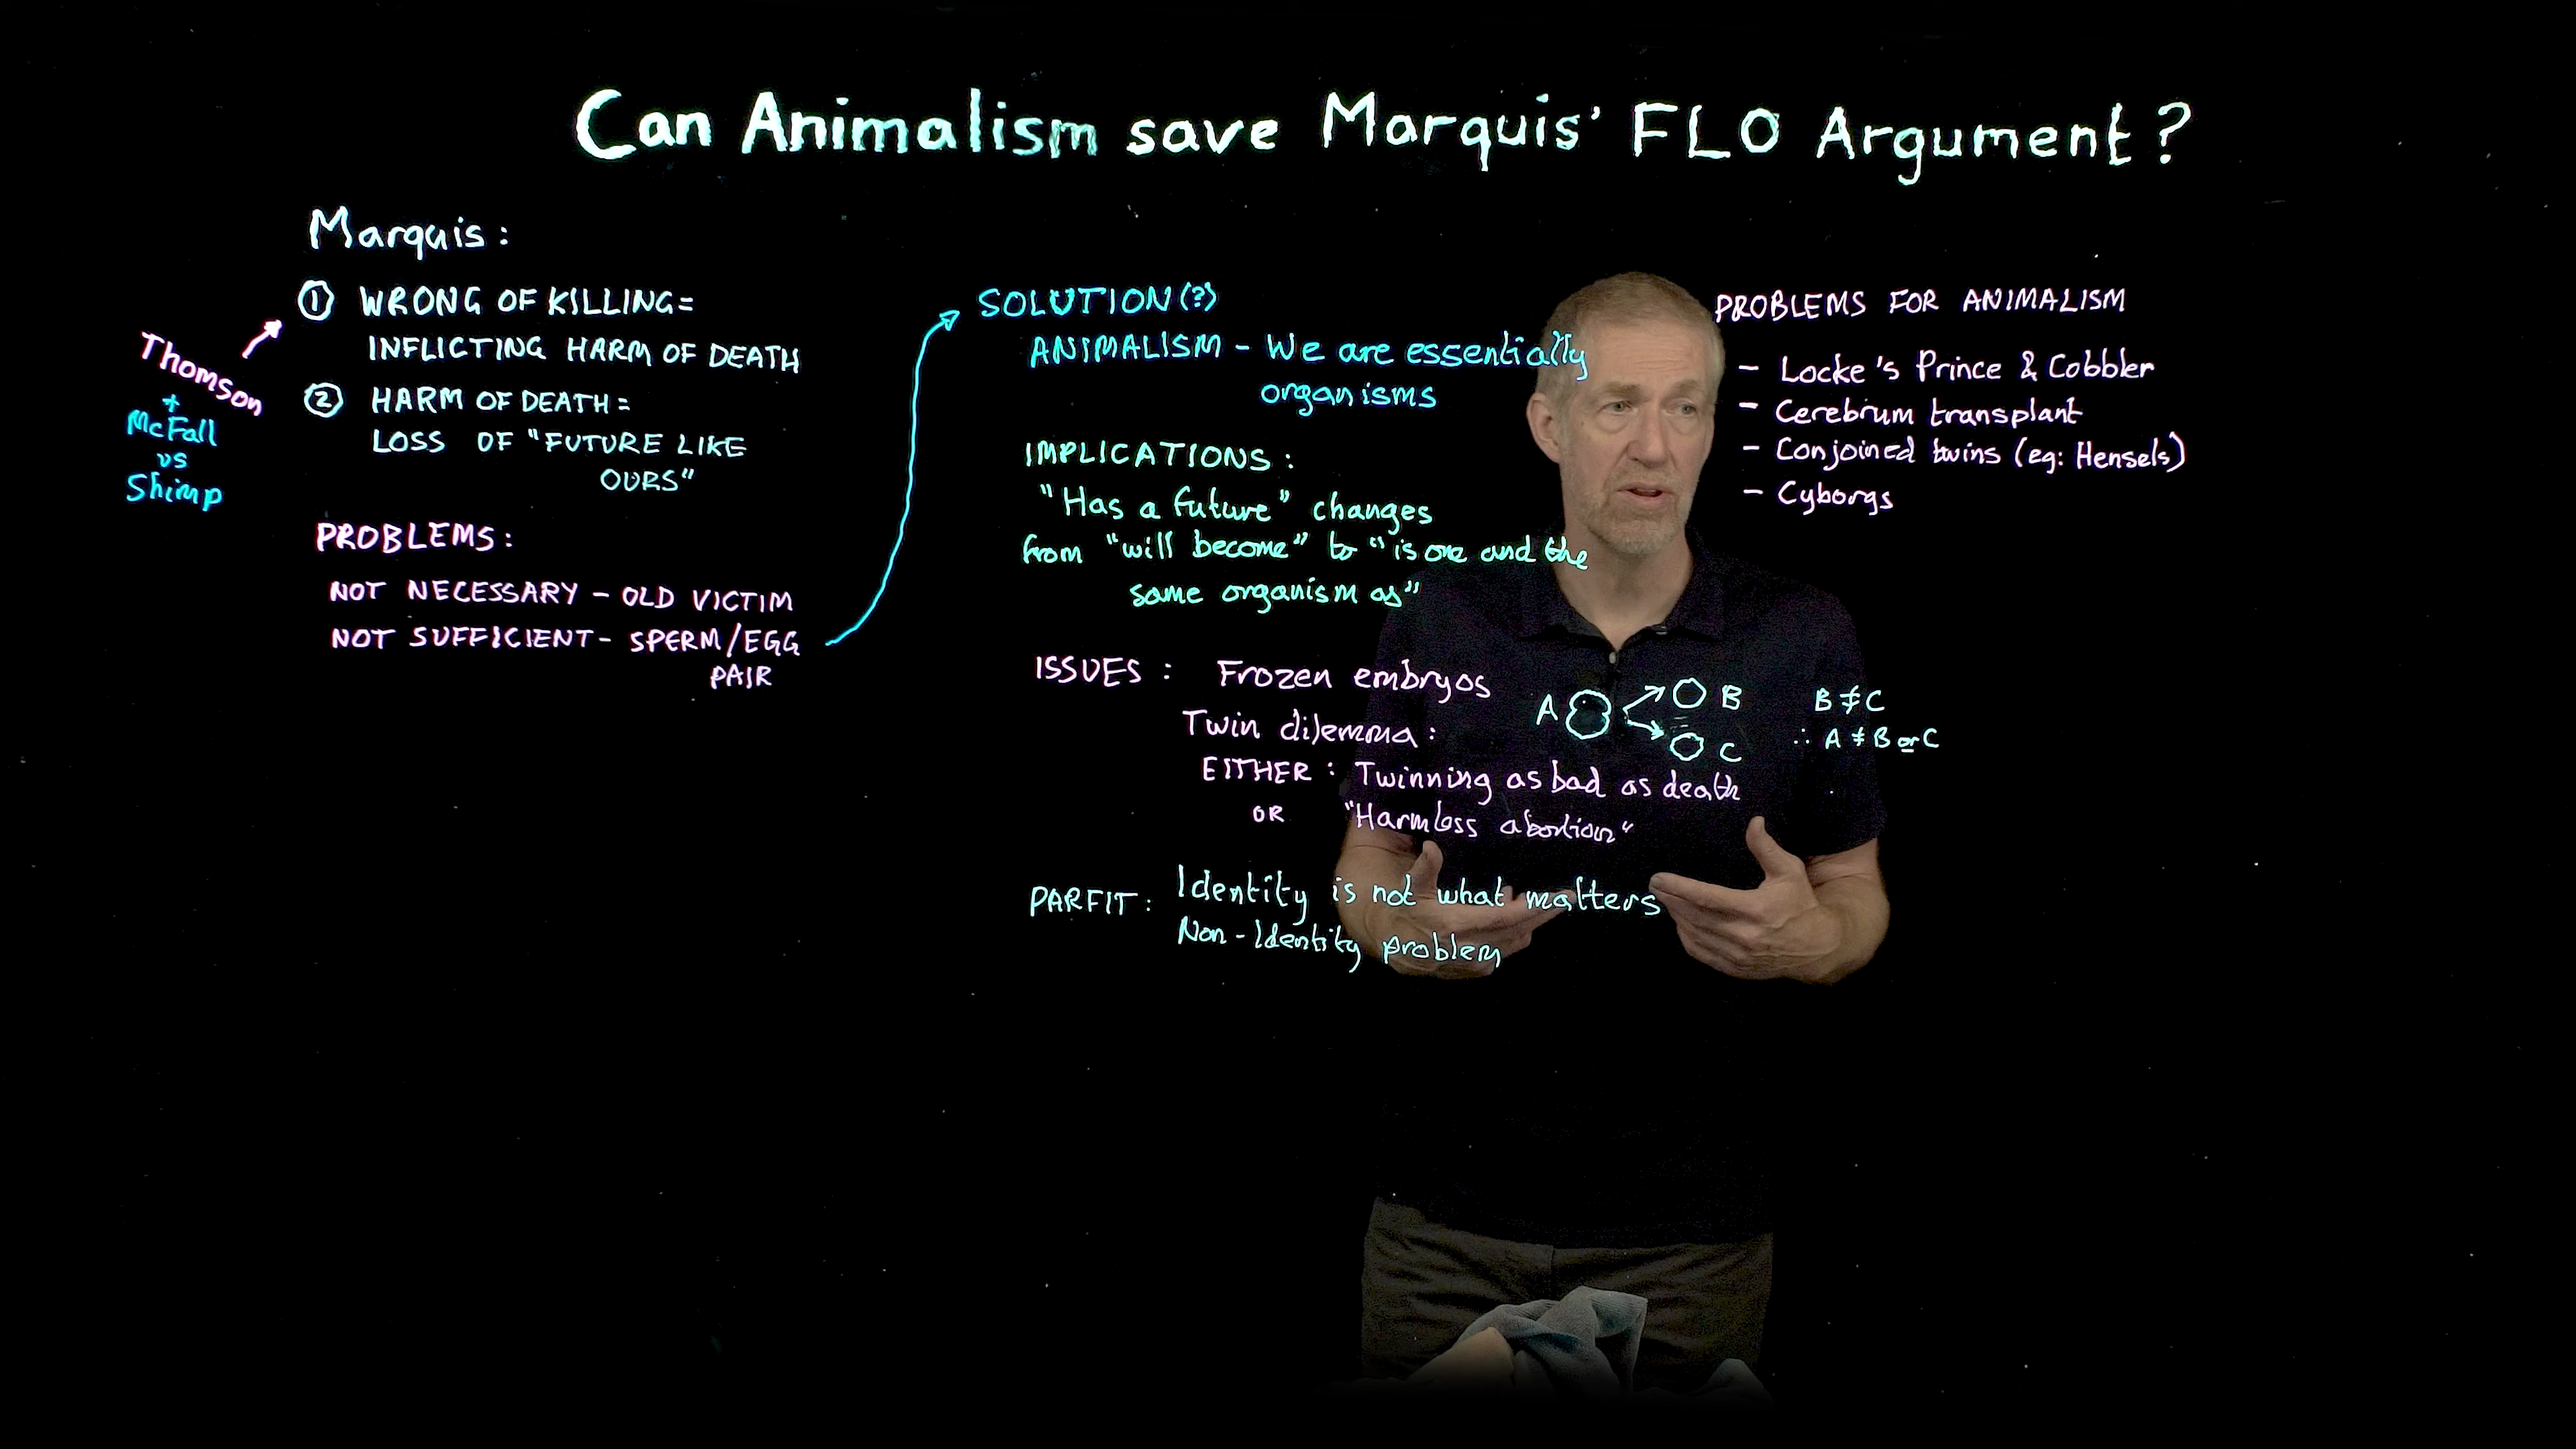 Can Animalism save Marquis' FLO Argument?
Marquis:
① WRONG OF KILLING =
INFLICTING HARM OF DEATH
② HARM OF DEATH =
LOSS OF "FUTURE LIKE
OURS"
Thomson
+
McFall
vs
Shimp
PROBLEMS:
NOT NECESSARY - OLD VICTIM
NOT SUFFICIENT - SPERM/EGG
PAIR
SOLUTION(?)
ANIMALISM - We are essentially
organisms
IMPLICATIONS:
"Has a future" changes
from "will become" to "is one and the
same organism as"
ISSUES: Frozen embryos
Twin dilemma:
EITHER: Twinning as bad as death
OR "Harmless abortion"
A B
C
B ≠ C
∴ A ≠ B or C
PARFIT: Identity is not what matters
Non-Identity problem
PROBLEMS FOR ANIMALISM
- Locke's Prince & Cobbler
- Cerebrum transplant
- Conjoined twins (eg: Hensels)
- Cyborgs